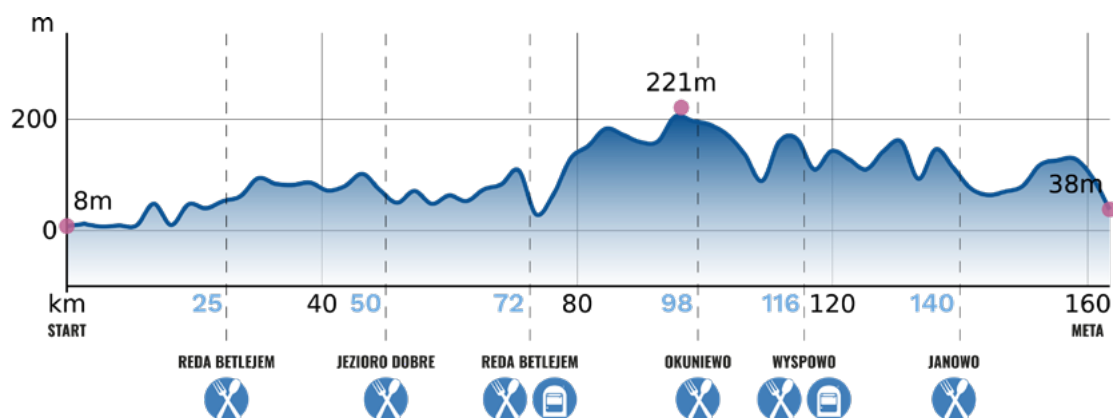 m
221m
200
8m
38m
0
km 25 40 50 72 80 98 116 120 140 160
START META
REDA BETLEJEM JEZIORO DOBRE REDA BETLEJEM OKUNIEWO WYSPOWO JANOWO